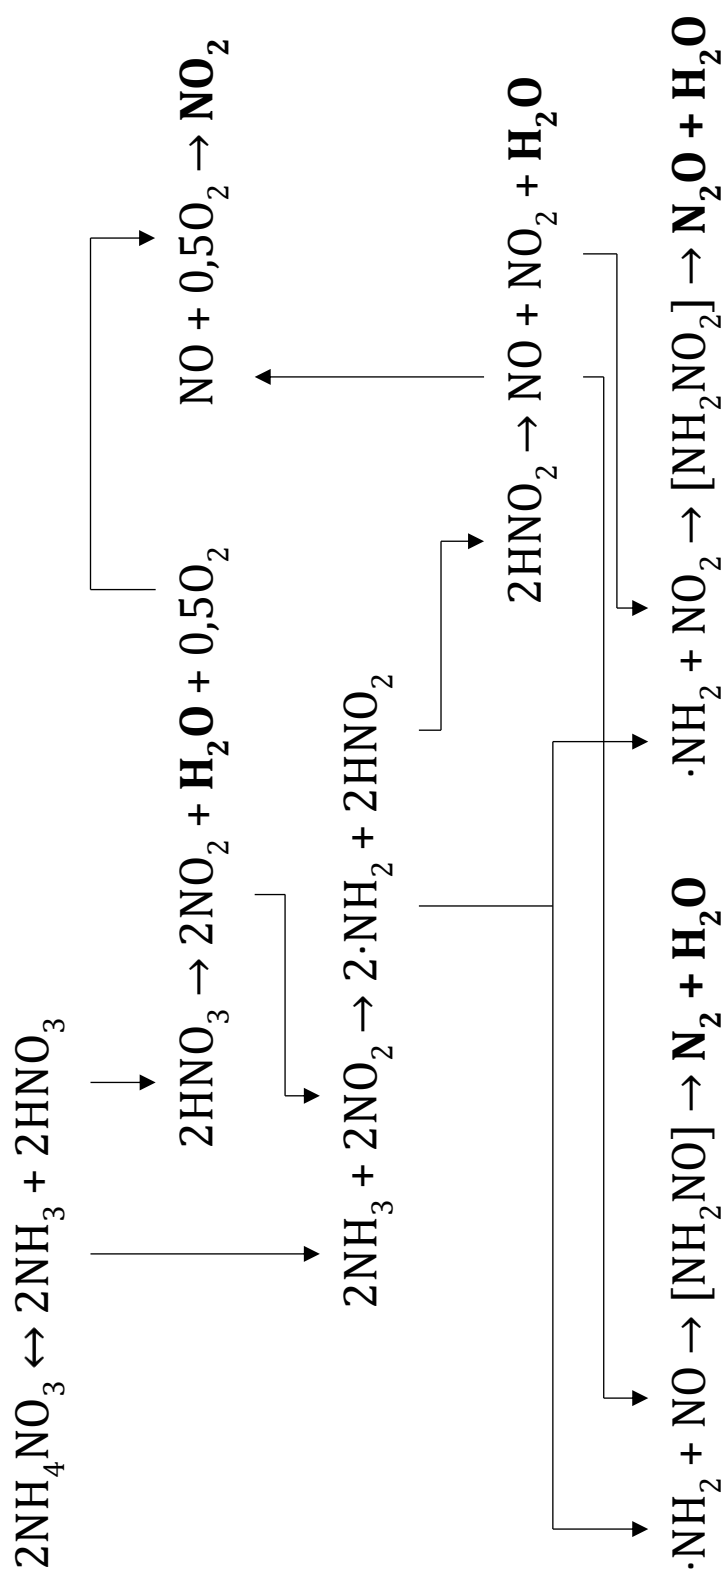 2NH₄NO₃ ↔ 2NH₃ + 2HNO₃
2HNO₃ → 2NO₂ + H₂O + 0,5O₂
NO + 0,5O₂ → NO₂
2NH₃ + 2NO₂ → 2·NH₂ + 2HNO₂
2HNO₂ → NO + NO₂ + H₂O
·NH₂ + NO → [NH₂NO] → N₂ + H₂O
·NH₂ + NO₂ → [NH₂NO₂] → N₂O + H₂O